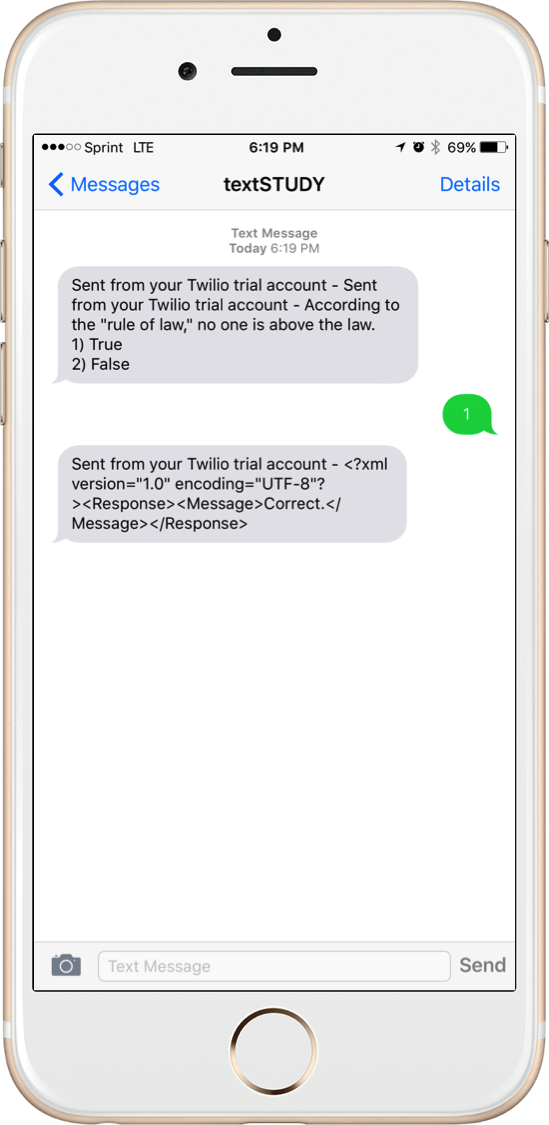 Sprint LTE 6:19 PM 69%
Messages textSTUDY Details
Text Message
Today 6:19 PM
Sent from your Twilio trial account - Sent
from your Twilio trial account - According to
the "rule of law," no one is above the law.
1) True
2) False
1
Sent from your Twilio trial account - <?xml
version="1.0" encoding="UTF-8"?
><Response><Message>Correct.</
Message></Response>
Text Message Send